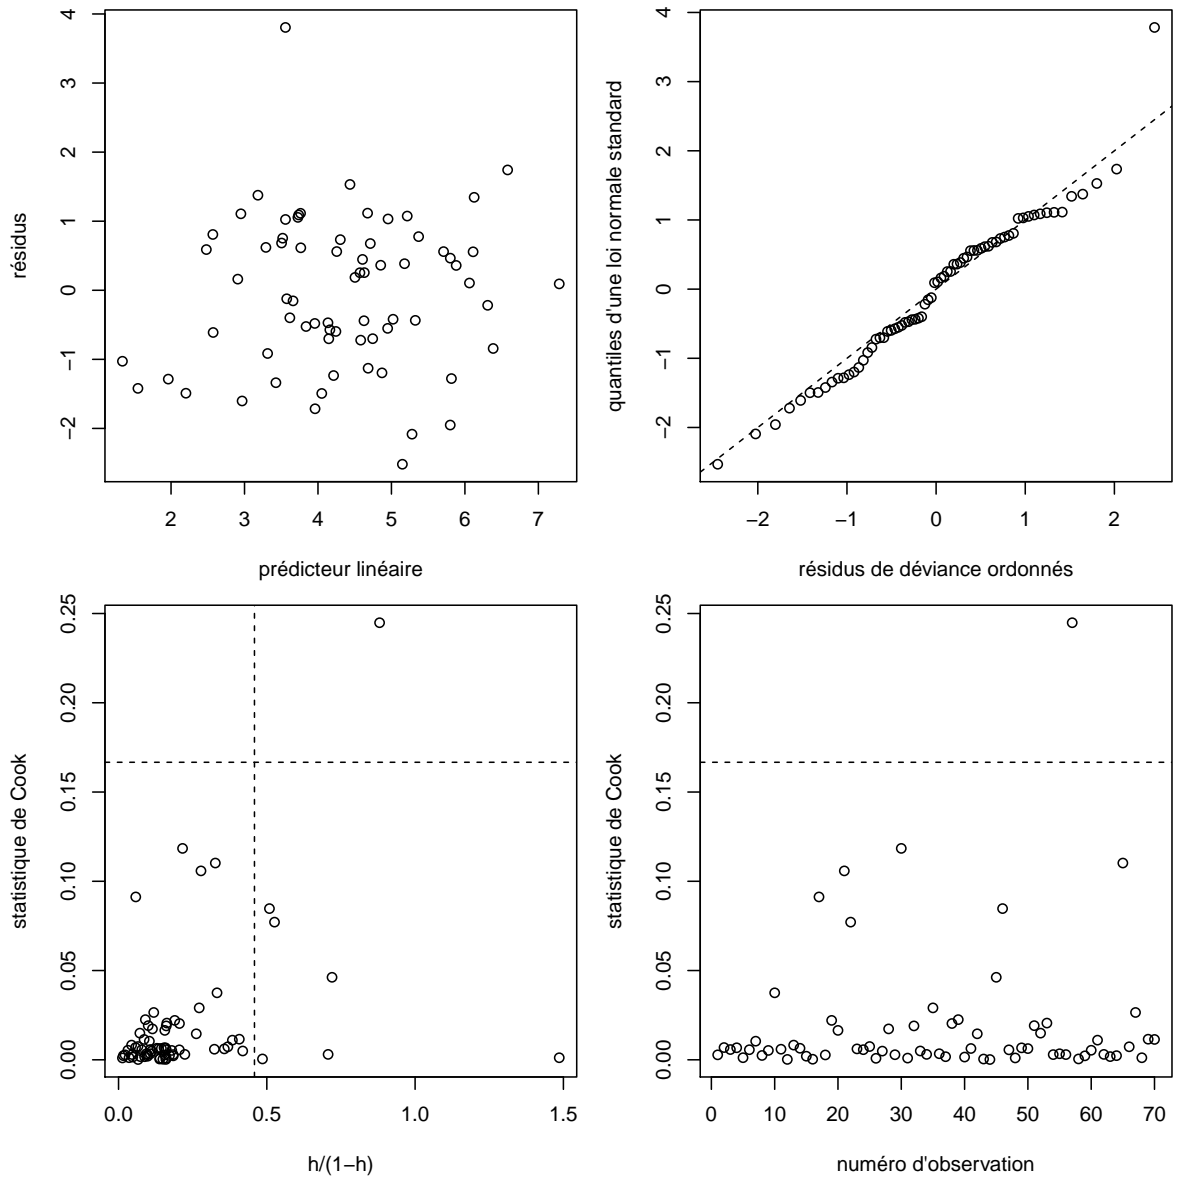 4
3
2
1
0
−1
−2
résidus
2 3 4 5 6 7
prédicteur linéaire
4
3
2
1
0
−1
−2
quantiles d'une loi normale standard
−2 −1 0 1 2
résidus de déviance ordonnés
0.25
0.20
0.15
0.10
0.05
0.00
statistique de Cook
0.0 0.5 1.0 1.5
h/(1−h)
0.25
0.20
0.15
0.10
0.05
0.00
statistique de Cook
0 10 20 30 40 50 60 70
numéro d'observation